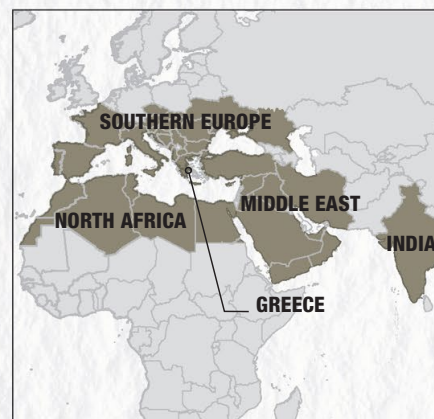 SOUTHERN EUROPE
NORTH AFRICA
MIDDLE EAST
INDIA
GREECE